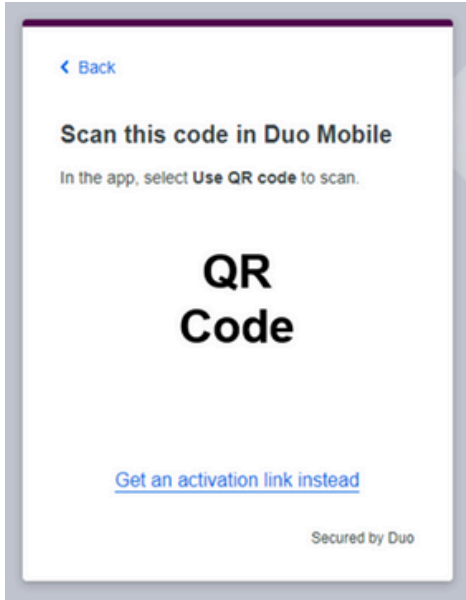 Back
Scan this code in Duo Mobile
In the app, select Use QR code to scan.
QR
Code
Get an activation link instead
Secured by Duo